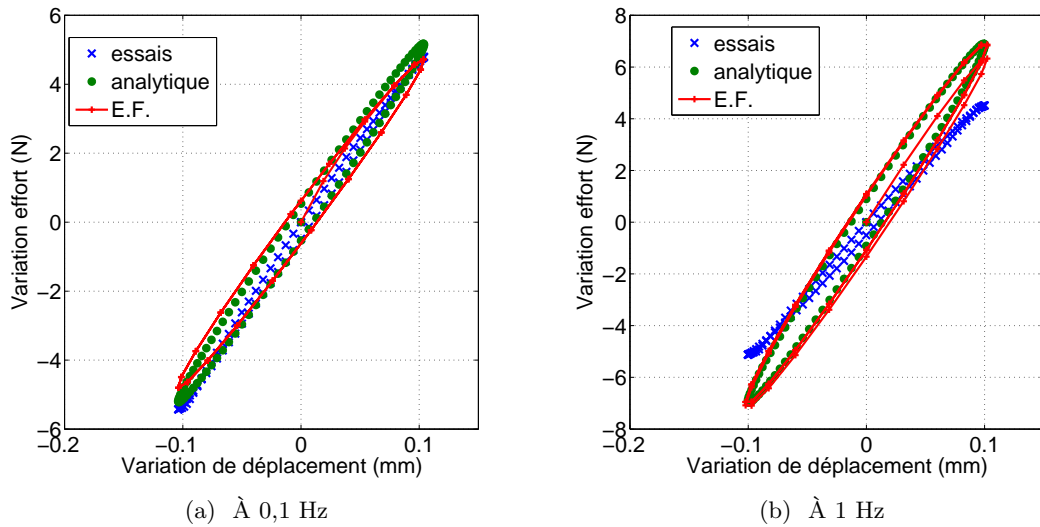 8
6
4
2
0
−2
−4
−6
−0.2
−0.1
0
0.1
Variation effort (N)
Variation de déplacement (mm)
essais
analytique
E.F.
(a) À 0,1 Hz
8
6
4
2
0
−2
−4
−6
−8
−0.2
−0.1
0
0.1
Variation effort (N)
Variation de déplacement (mm)
essais
analytique
E.F.
(b) À 1 Hz